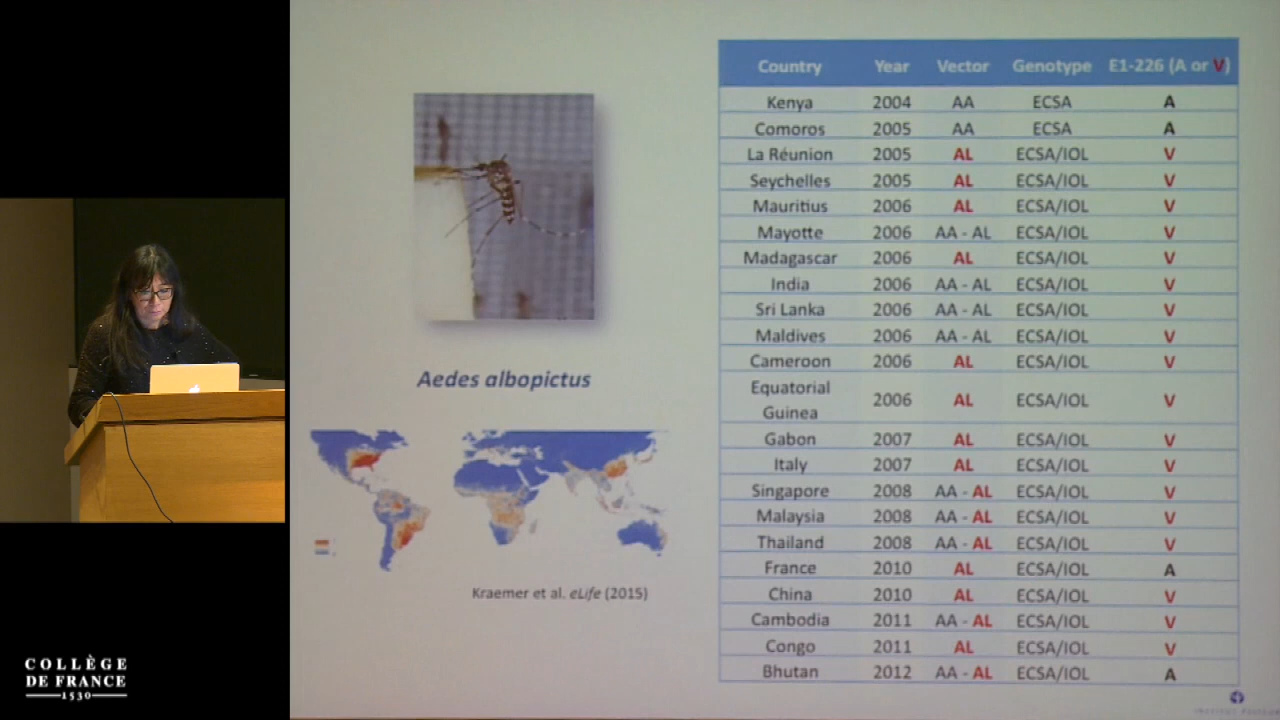 Country Year Vector Genotype E1-226 (A or V)
Kenya 2004 AA ECSA A
Comoros 2005 AA ECSA A
La Réunion 2005 AL ECSA/IOL V
Seychelles 2005 AL ECSA/IOL V
Mauritius 2006 AL ECSA/IOL V
Mayotte 2006 AA - AL ECSA/IOL V
Madagascar 2006 AL ECSA/IOL V
India 2006 AA - AL ECSA/IOL V
Sri Lanka 2006 AA - AL ECSA/IOL V
Maldives 2006 AA - AL ECSA/IOL V
Cameroon 2006 AL ECSA/IOL V
Equatorial
Guinea 2006 AL ECSA/IOL V
Gabon 2007 AL ECSA/IOL V
Italy 2007 AL ECSA/IOL V
Singapore 2008 AA - AL ECSA/IOL V
Malaysia 2008 AA - AL ECSA/IOL V
Thailand 2008 AA - AL ECSA/IOL V
France 2010 AL ECSA/IOL A
China 2010 AL ECSA/IOL V
Cambodia 2011 AA - AL ECSA/IOL V
Congo 2011 AL ECSA/IOL V
Bhutan 2012 AA - AL ECSA/IOL A
Aedes albopictus
Kraemer et al. eLife (2015)
COLLÈGE
DE FRANCE
1530